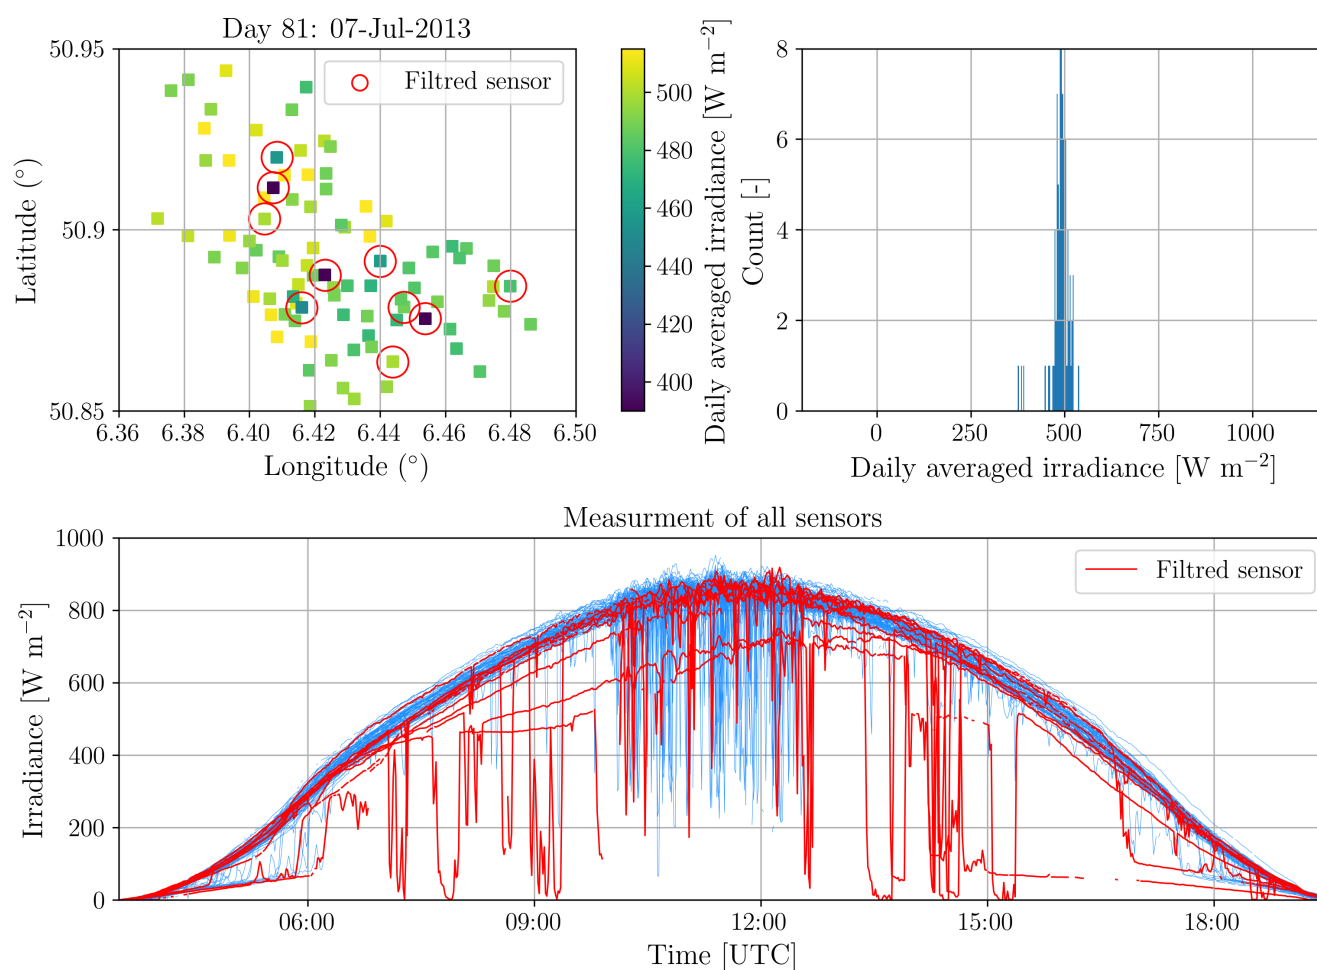 Day 81: 07-Jul-2013
50.95
50.9
50.85
Latitude (°)
6.36 6.38 6.40 6.42 6.44 6.46 6.48 6.50
Longitude (°)
Filtred sensor
500
480
460
440
420
400
Daily averaged irradiance [W m⁻²]
8
6
4
2
0
Count [-]
0 250 500 750 1000
Daily averaged irradiance [W m⁻²]
Measurment of all sensors
1000
800
600
400
200
0
Irradiance [W m⁻²]
Filtred sensor
06:00 09:00 12:00 15:00 18:00
Time [UTC]